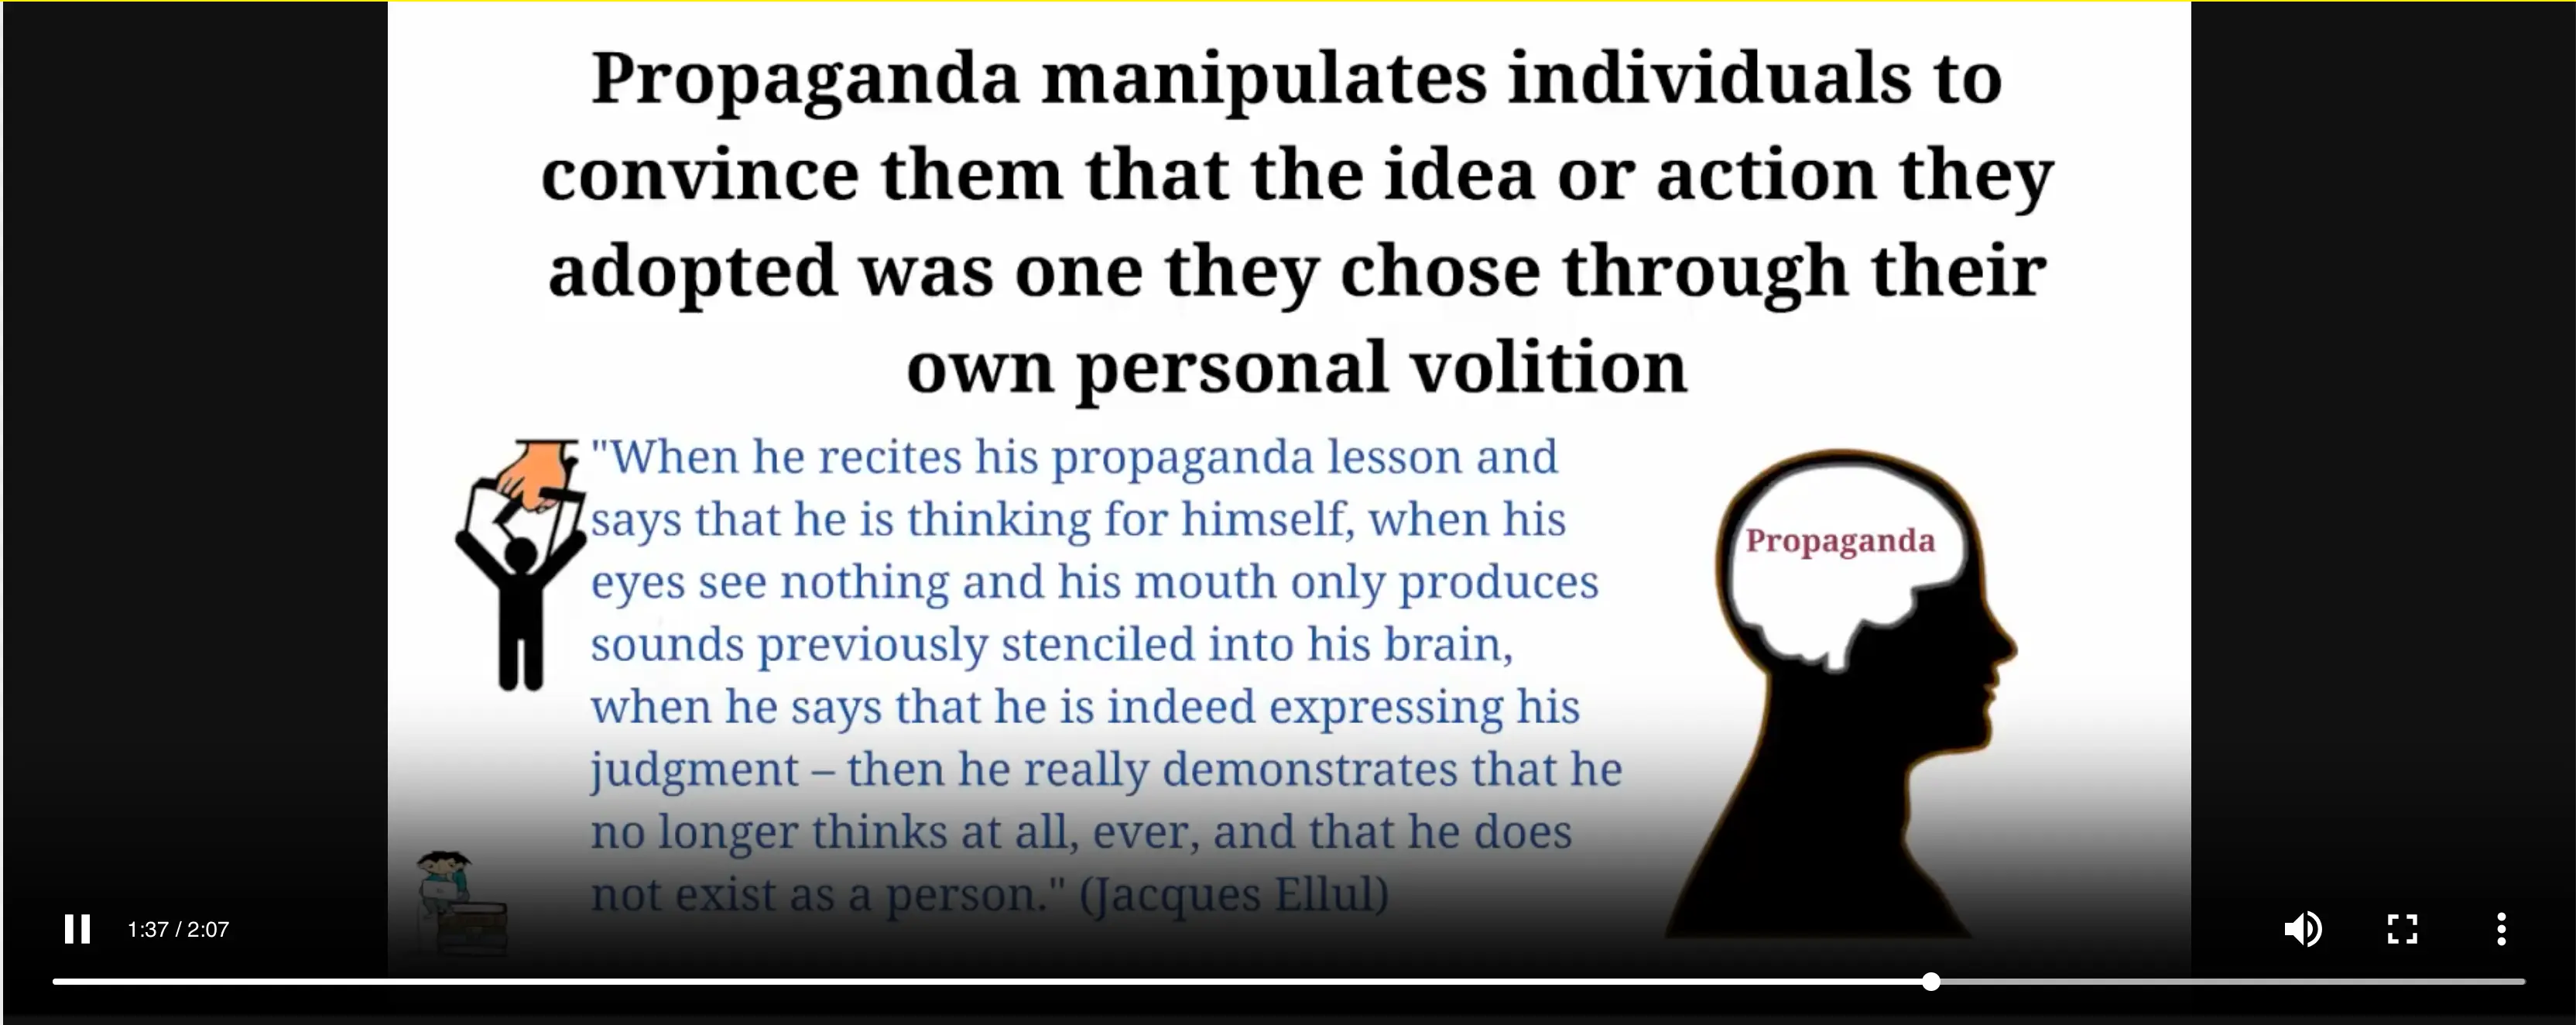 Propaganda manipulates individuals to
convince them that the idea or action they
adopted was one they chose through their
own personal volition
"When he recites his propaganda lesson and
says that he is thinking for himself, when his
eyes see nothing and his mouth only produces
sounds previously stenciled into his brain,
when he says that he is indeed expressing his
judgment – then he really demonstrates that he
no longer thinks at all, ever, and that he does
not exist as a person." (Jacques Ellul)
Propaganda
1:37 / 2:07